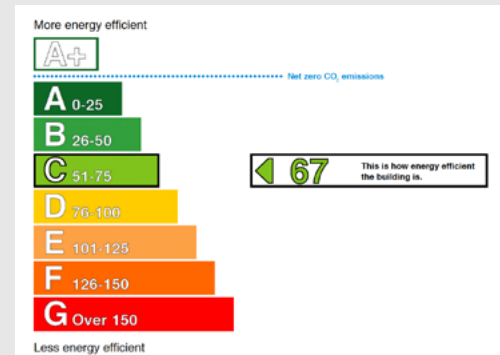 More energy efficient
A+
Net zero CO₂ emissions
A 0-25
B 26-50
C 51-75
67 This is how energy efficient
the building is.
D 76-100
E 101-125
F 126-150
G Over 150
Less energy efficient